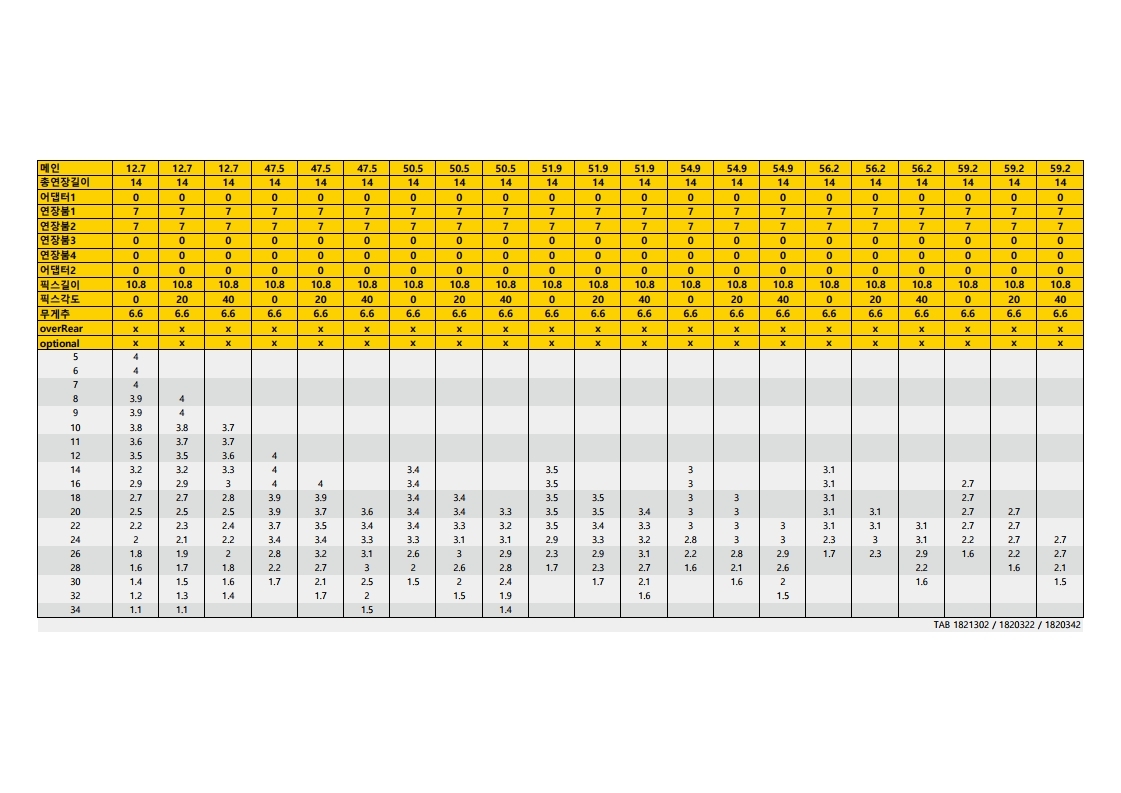 메인 12.7 12.7 12.7 47.5 47.5 47.5 50.5 50.5 50.5 51.9 51.9 51.9 54.9 54.9 54.9 56.2 56.2 56.2 59.2 59.2 59.2
총연장길이 14 14 14 14 14 14 14 14 14 14 14 14 14 14 14 14 14 14 14 14 14
어댑터1 0 0 0 0 0 0 0 0 0 0 0 0 0 0 0 0 0 0 0 0 0
연장붐1 7 7 7 7 7 7 7 7 7 7 7 7 7 7 7 7 7 7 7 7 7
연장붐2 7 7 7 7 7 7 7 7 7 7 7 7 7 7 7 7 7 7 7 7 7
연장붐3 0 0 0 0 0 0 0 0 0 0 0 0 0 0 0 0 0 0 0 0 0
연장붐4 0 0 0 0 0 0 0 0 0 0 0 0 0 0 0 0 0 0 0 0 0
어댑터2 0 0 0 0 0 0 0 0 0 0 0 0 0 0 0 0 0 0 0 0 0
픽스길이 10.8 10.8 10.8 10.8 10.8 10.8 10.8 10.8 10.8 10.8 10.8 10.8 10.8 10.8 10.8 10.8 10.8 10.8 10.8 10.8 10.8
픽스각도 0 20 40 0 20 40 0 20 40 0 20 40 0 20 40 0 20 40 0 20 40
무게추 6.6 6.6 6.6 6.6 6.6 6.6 6.6 6.6 6.6 6.6 6.6 6.6 6.6 6.6 6.6 6.6 6.6 6.6 6.6 6.6 6.6
overRear x x x x x x x x x x x x x x x x x x x x x
optional x x x x x x x x x x x x x x x x x x x x x
5 4
6 4
7 4
8 3.9 4
9 3.9 4
10 3.8 3.8 3.7
11 3.6 3.7 3.7
12 3.5 3.5 3.6 4
14 3.2 3.2 3.3 4 3.4 3.5 3 3.1
16 2.9 2.9 3 4 4 3.4 3.5 3 3.1 2.7
18 2.7 2.7 2.8 3.9 3.9 3.4 3.4 3.5 3.5 3 3 3.1 2.7
20 2.5 2.5 2.5 3.9 3.7 3.6 3.4 3.4 3.3 3.5 3.5 3.4 3 3 3.1 3.1 2.7 2.7
22 2.2 2.3 2.4 3.7 3.5 3.4 3.4 3.3 3.2 3.5 3.4 3.3 3 3 3 3.1 3.1 3.1 2.7 2.7
24 2 2.1 2.2 3.4 3.4 3.3 3.3 3.1 3.1 2.9 3.3 3.2 2.8 3 3 2.3 3 3.1 2.2 2.7 2.7
26 1.8 1.9 2 2.8 3.2 3.1 2.6 3 2.9 2.3 2.9 3.1 2.2 2.8 2.9 1.7 2.3 2.9 1.6 2.2 2.7
28 1.6 1.7 1.8 2.2 2.7 3 2 2.6 2.8 1.7 2.3 2.7 1.6 2.1 2.6 2.2 1.6 2.1
30 1.4 1.5 1.6 1.7 2.1 2.5 1.5 2 2.4 1.7 2.1 1.6 2 1.6 1.5
32 1.2 1.3 1.4 1.7 2 1.5 1.9 1.6 1.5
34 1.1 1.1 1.5 1.4
TAB 1821302 / 1820322 / 1820342